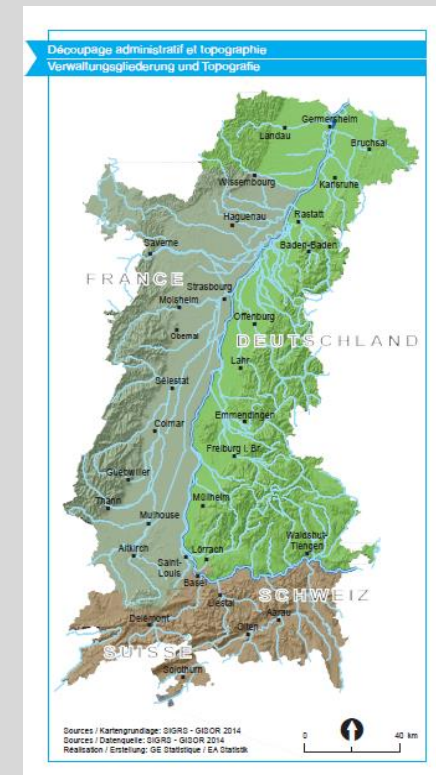 Découpage administratif et topographie
Verwaltungsgliederung und Topografie
Germersheim
Landau
Bruchsal
Wissembourg
Karlsruhe
Haguenau
Rastatt
Saverne
Baden-Baden
FRANCE
Strasbourg
Molsheim
Offenburg
Obernai
DEUTSCHLAND
Lahr
Sélestat
Emmendingen
Colmar
Freiburg i. Br.
Guebwiller
Thann
Müllheim
Mulhouse
Waldshut-
Tiengen
Altkirch
Saint-
Louis
Lörrach
Basel
Liestal
SCHWEIZ
Delémont
Aarau
Olten
SUISSE
Solothurn
Sources / Kartengrundlage: SIGRS - GISOR 2014
Sources / Datenquelle: SIGRS - GISOR 2014
Réalisation / Erstellung: GE Statistique / EA Statistik
0 40 km